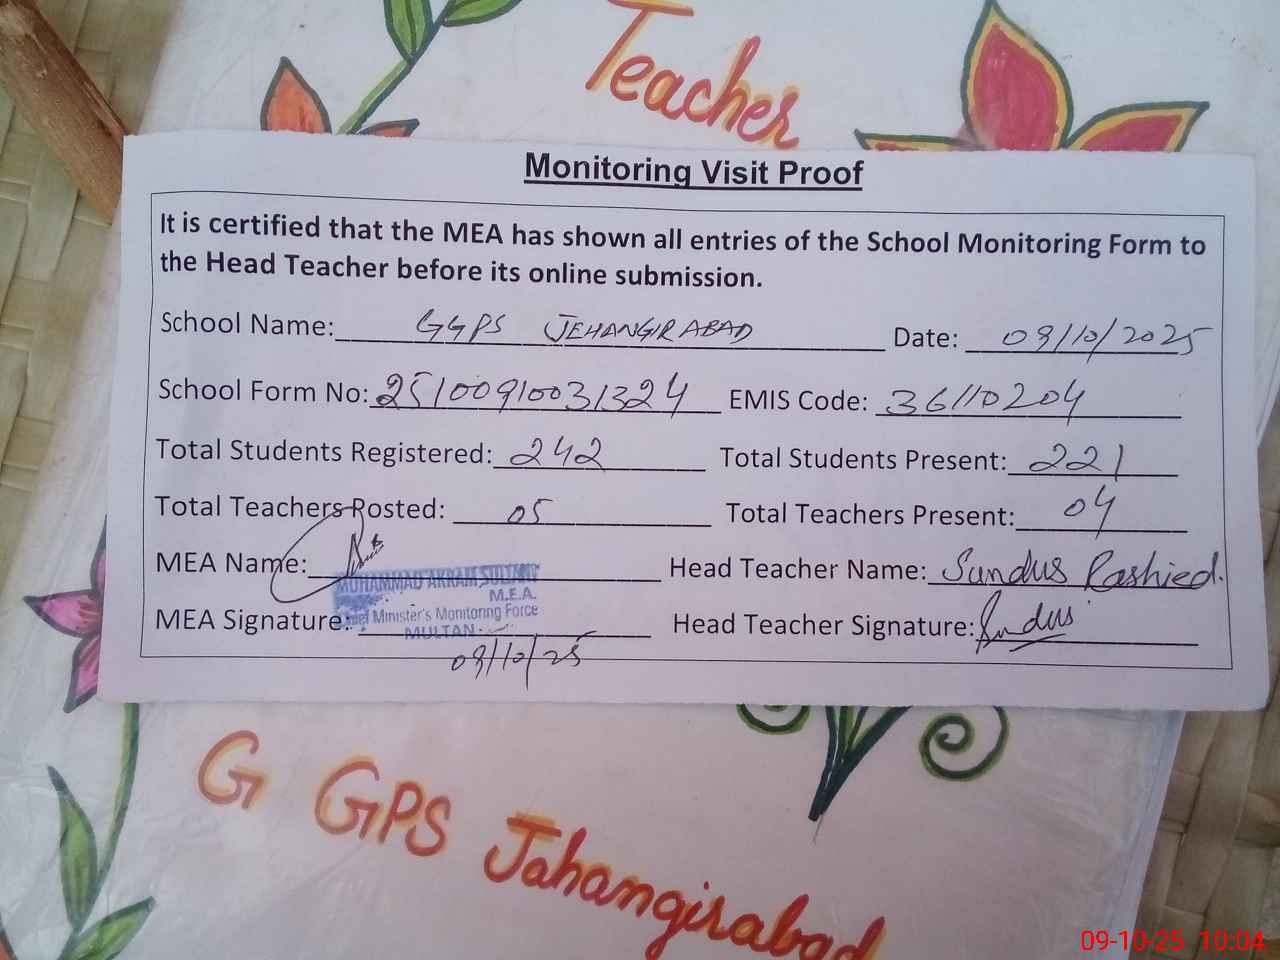 Teacher
Monitoring Visit Proof
It is certified that the MEA has shown all entries of the School Monitoring Form to
the Head Teacher before its online submission.
School Name: GGPS JEHANGIRABAD Date: 09/10/2025
School Form No: 25100910031324 EMIS Code: 36110204
Total Students Registered: 242 Total Students Present: 221
Total Teachers Posted: 05 Total Teachers Present: 04
MEA Name: Head Teacher Name: Sundus Rashied.
MUHAMMAD AKRAM
M.E.A.
Chief Minister's Monitoring Force
MULTAN
MEA Signature: Head Teacher Signature: Sundus
09/10/25
G GPS Jahangirabad
09-10-25 10:04